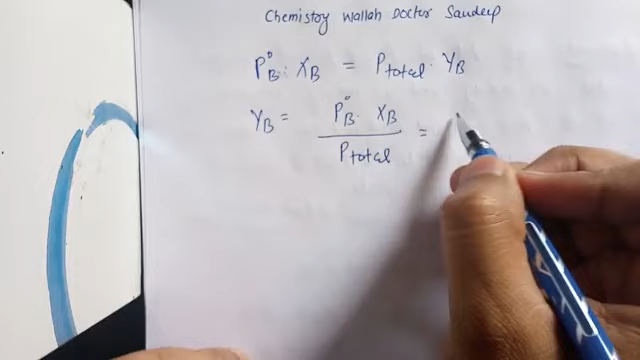 Chemistry Wallah Doctor Sandeep
P°B · XB = Ptotal · YB
YB = P°B · XB / Ptotal =